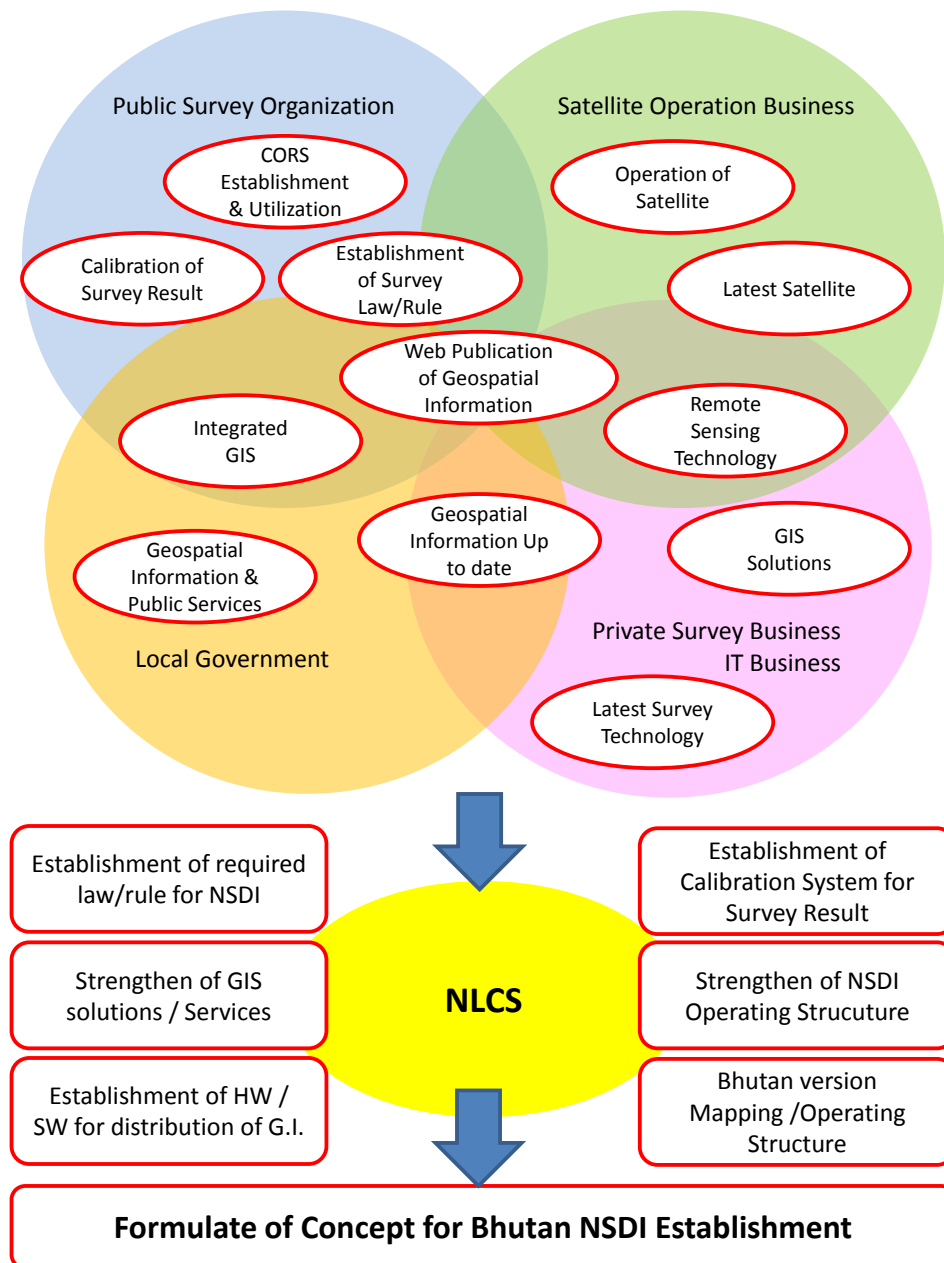 Public Survey Organization
Satellite Operation Business
CORS
Establishment
& Utilization
Operation of
Satellite
Calibration of
Survey Result
Establishment
of Survey
Law/Rule
Latest Satellite
Web Publication
of Geospatial
Information
Integrated
GIS
Remote
Sensing
Technology
Geospatial
Information Up
to date
GIS
Solutions
Geospatial
Information &
Public Services
Local Government
Private Survey Business
IT Business
Latest Survey
Technology
Establishment of required
law/rule for NSDI
Establishment of
Calibration System for
Survey Result
Strengthen of GIS
solutions / Services
NLCS
Strengthen of NSDI
Operating Strucuture
Establishment of HW /
SW for distribution of G.I.
Bhutan version
Mapping /Operating
Structure
Formulate of Concept for Bhutan NSDI Establishment